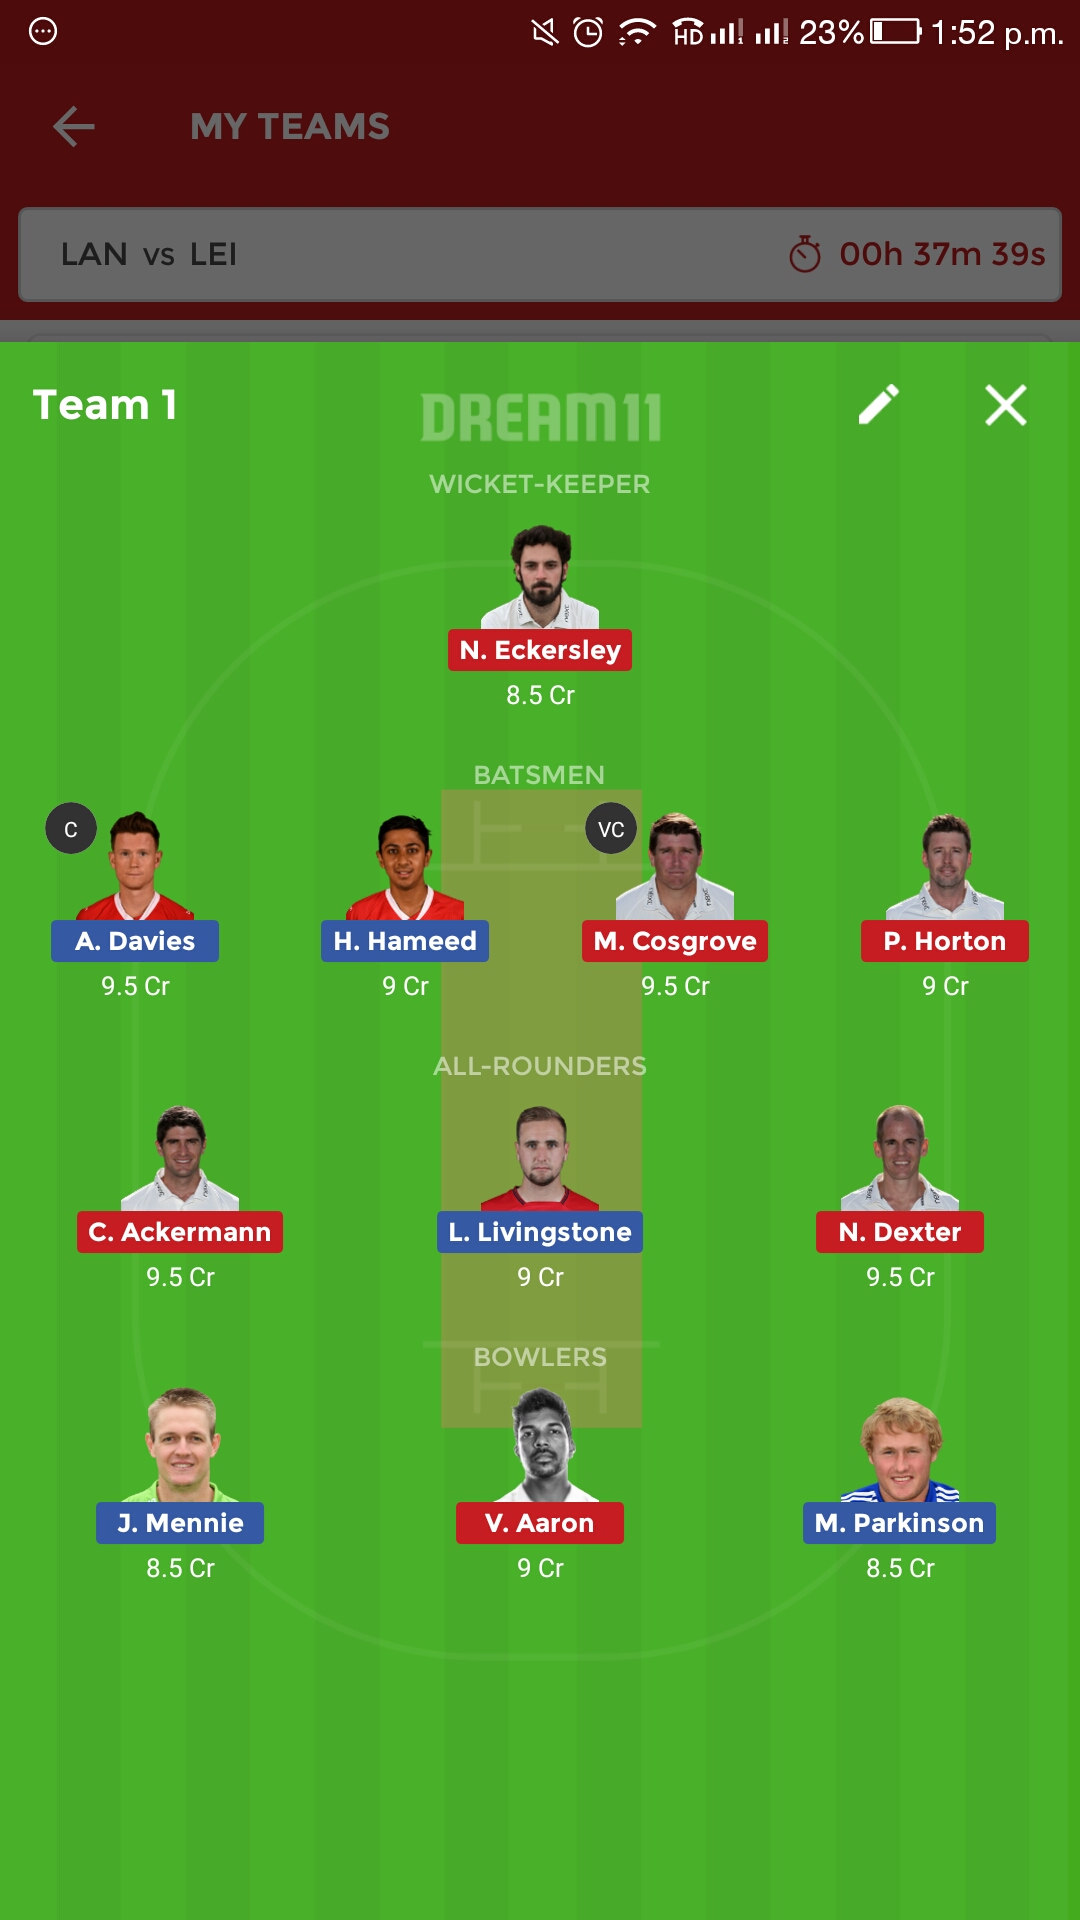 HD 23% 1:52 p.m.
MY TEAMS
LAN vs LEI 00h 37m 39s
Team 1 DREAM11
WICKET-KEEPER
N. Eckersley
8.5 Cr
BATSMEN
C VC
A. Davies H. Hameed M. Cosgrove P. Horton
9.5 Cr 9 Cr 9.5 Cr 9 Cr
ALL-ROUNDERS
C. Ackermann L. Livingstone N. Dexter
9.5 Cr 9 Cr 9.5 Cr
BOWLERS
J. Mennie V. Aaron M. Parkinson
8.5 Cr 9 Cr 8.5 Cr